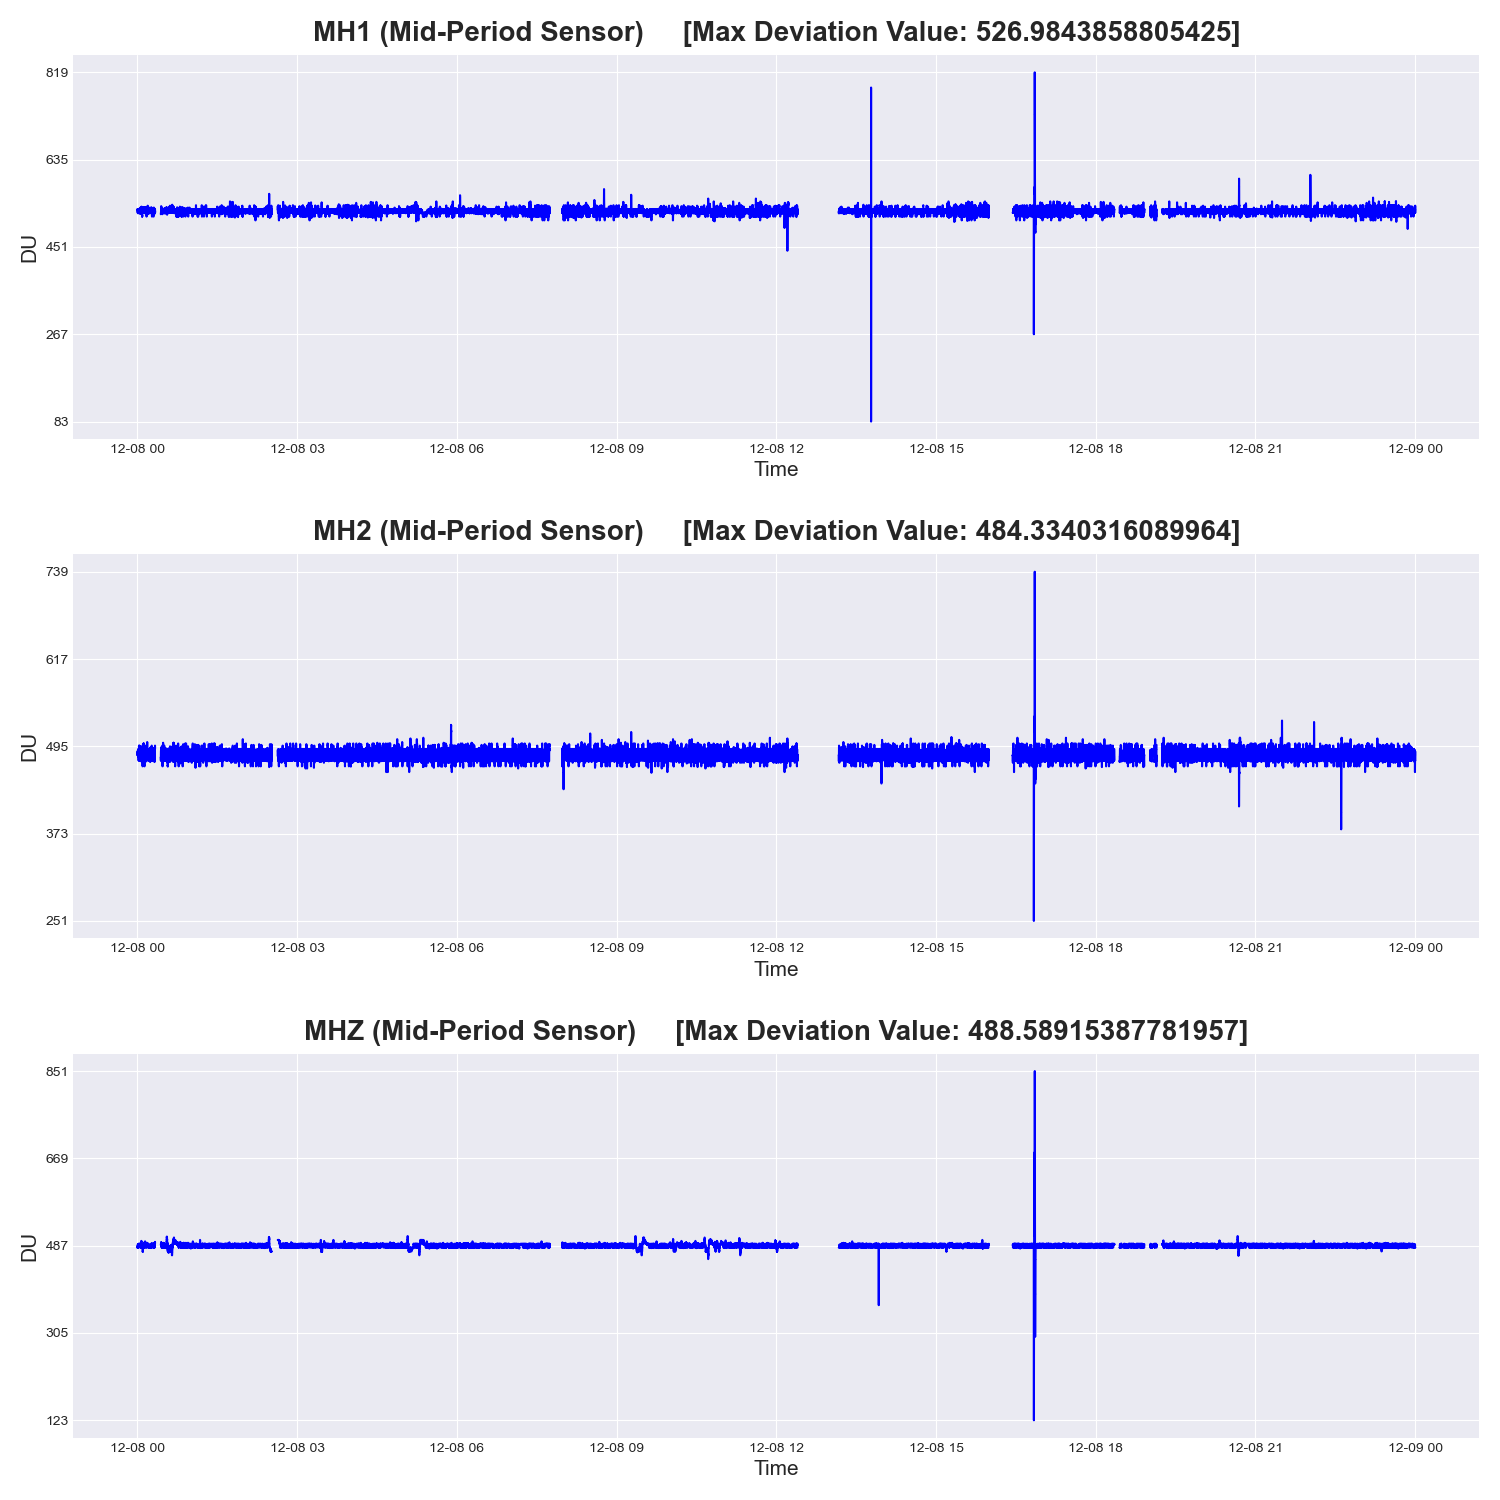 MH1 (Mid-Period Sensor) [Max Deviation Value: 526.9843858805425]
819
635
451
267
83
DU
12-08 00 12-08 03 12-08 06 12-08 09 12-08 12 12-08 15 12-08 18 12-08 21 12-09 00
Time
MH2 (Mid-Period Sensor) [Max Deviation Value: 484.3340316089964]
739
617
495
373
251
DU
12-08 00 12-08 03 12-08 06 12-08 09 12-08 12 12-08 15 12-08 18 12-08 21 12-09 00
Time
MHZ (Mid-Period Sensor) [Max Deviation Value: 488.58915387781957]
851
669
487
305
123
DU
12-08 00 12-08 03 12-08 06 12-08 09 12-08 12 12-08 15 12-08 18 12-08 21 12-09 00
Time